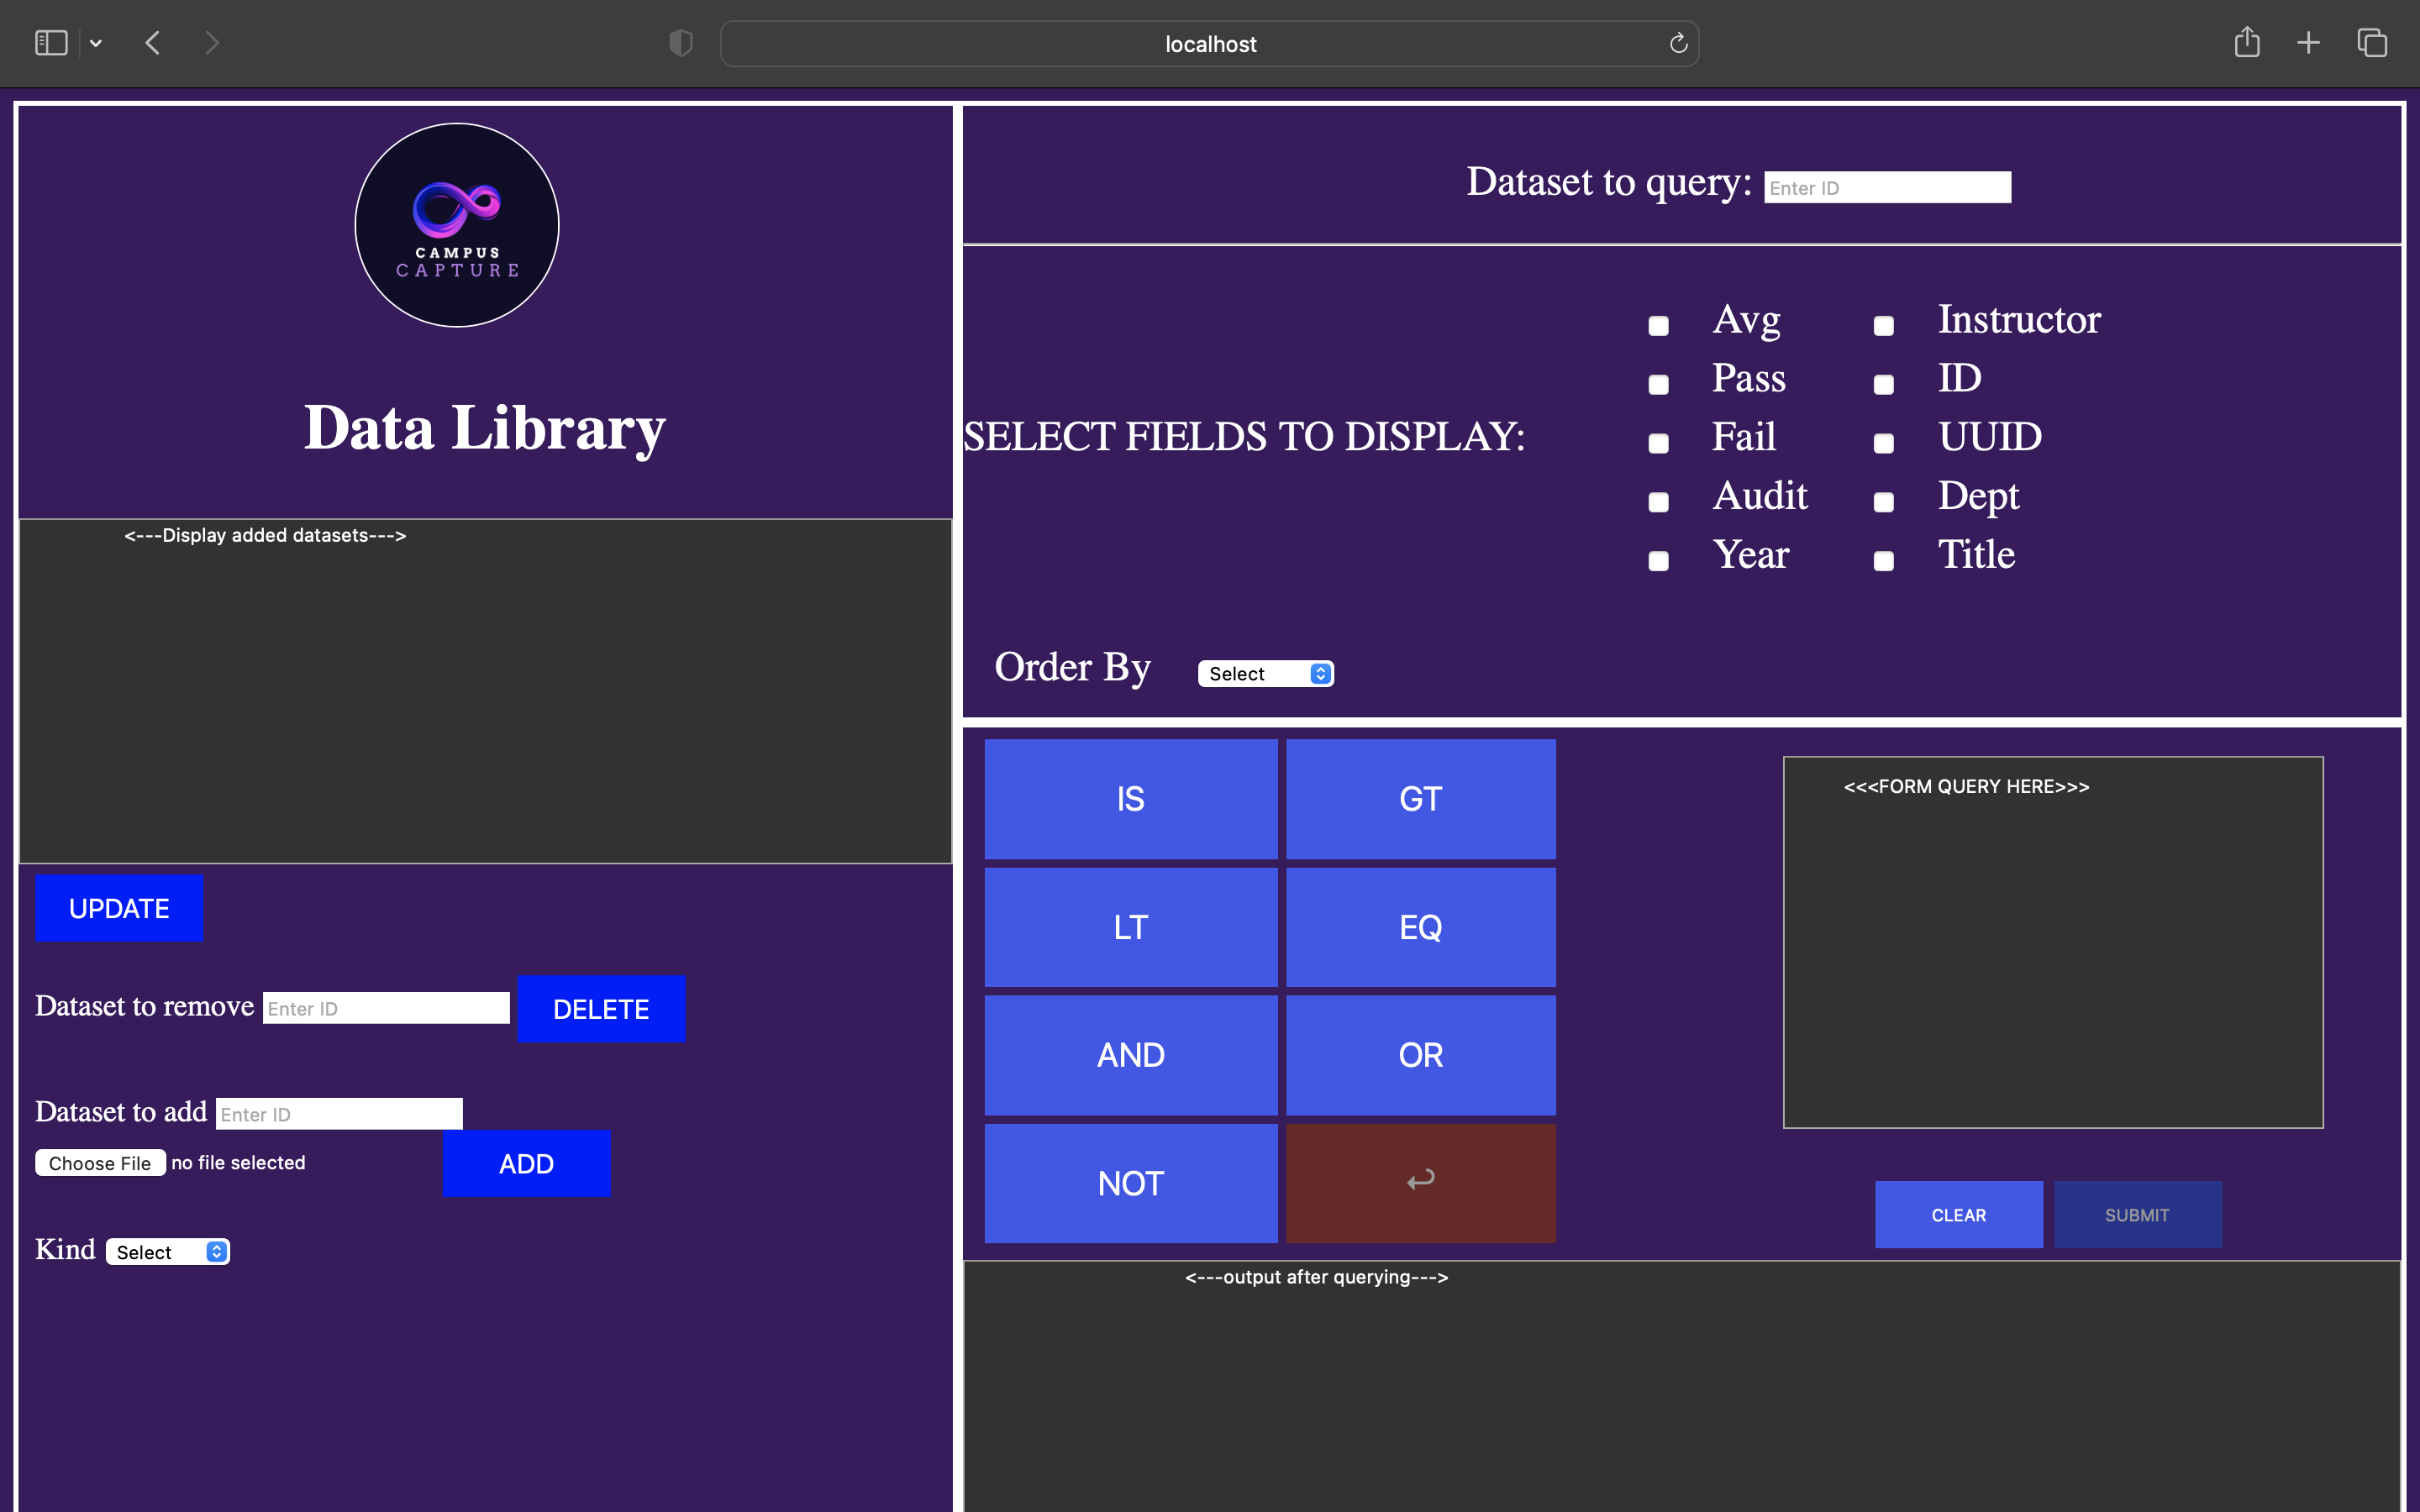 localhost
CAMPUS
CAPTURE
Data Library
<---Display added datasets--->
UPDATE
Dataset to remove Enter ID DELETE
Dataset to add Enter ID
Choose File no file selected ADD
Kind Select
Dataset to query: Enter ID
SELECT FIELDS TO DISPLAY:
Avg Instructor
Pass ID
Fail UUID
Audit Dept
Year Title
Order By Select
IS GT
LT EQ
AND OR
NOT
<<<FORM QUERY HERE>>>
CLEAR SUBMIT
<---output after querying--->